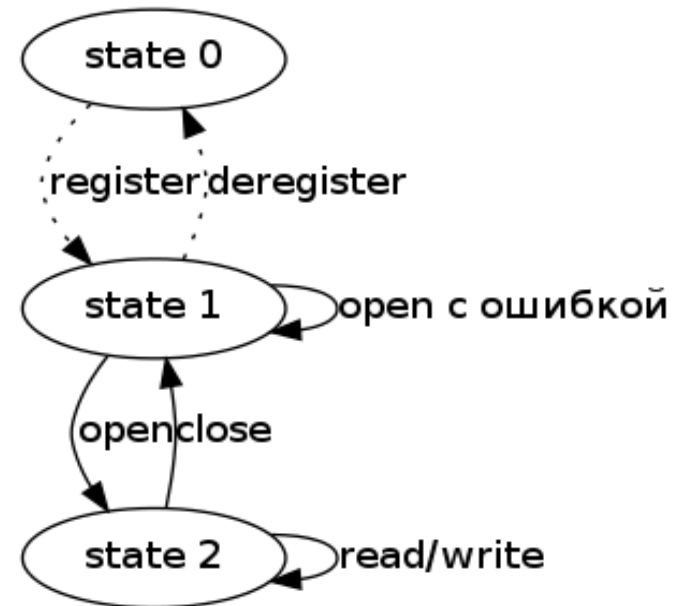 state 0
register deregister
state 1
open с ошибкой
open close
state 2
read/write